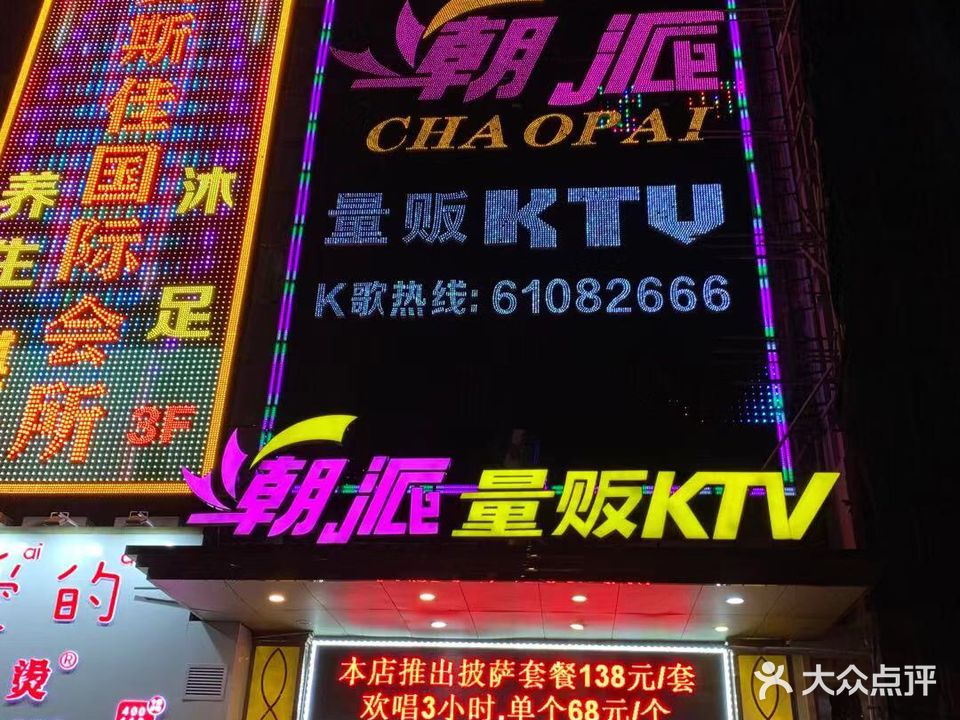 斯佳国际会所
沐足
养生
3F
朝派
CHAOPAI
量贩KTV
K歌热线:61082666
朝派量贩KTV
ai
的
烫®
400
本店推出披萨套餐138元/套
欢唱3小时,单个68元/个
大众点评